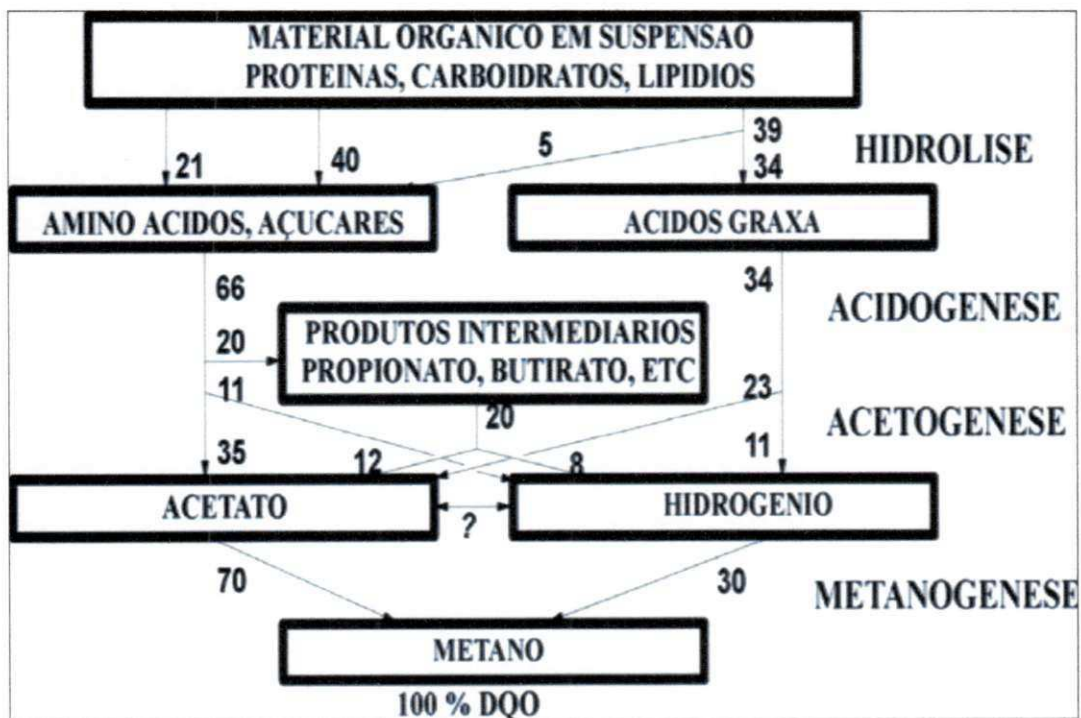 MATERIAL ORGANICO EM SUSPENSAO
PROTEINAS, CARBOIDRATOS, LIPIDIOS
39
5
HIDROLISE
21
40
34
AMINO ACIDOS, AÇUCARES
ACIDOS GRAXA
66
34
ACIDOGENESE
PRODUTOS INTERMEDIARIOS
20
PROPIONATO, BUTIRATO, ETC
11
23
20
ACETOGENESE
35
12
8
11
ACETATO
HIDROGENIO
?
70
30
METANOGENESE
METANO
100 % DQO